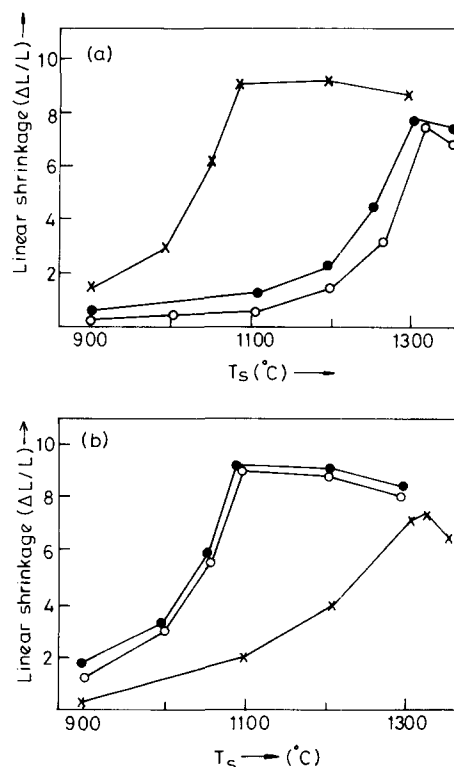 (a)
Linear shrinkage (ΔL/L) →
10
8
6
4
2
900 1100 1300
Ts (°C) →
(b)
Linear shrinkage (ΔL/L) →
10
8
6
4
2
900 1100 1300
Ts → (°C)